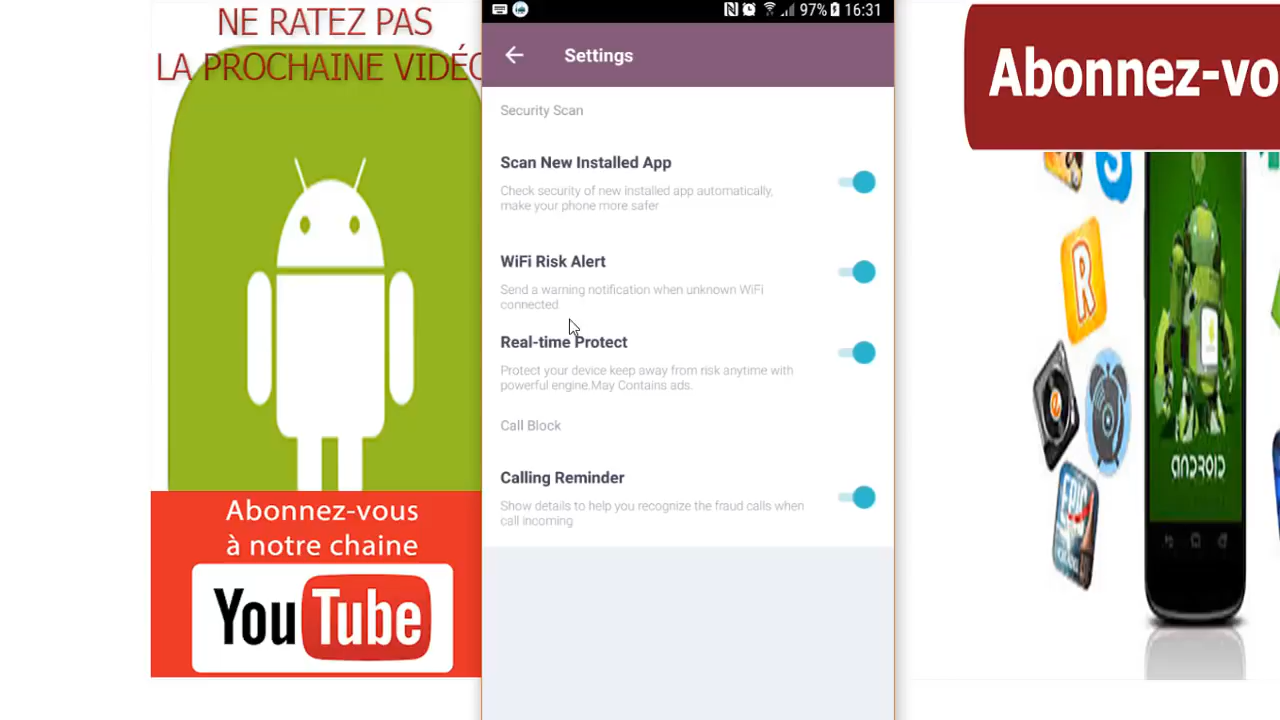 NE RATEZ PAS
LA PROCHAINE VIDÉO
Abonnez-vous
à notre chaine
YouTube
97% 16:31
Settings
Security Scan
Scan New Installed App
Check security of new installed app automatically,
make your phone more safer
WiFi Risk Alert
Send a warning notification when unknown WiFi
connected
Real-time Protect
Protect your device keep away from risk anytime with
powerful engine.May Contains ads.
Call Block
Calling Reminder
Show details to help you recognize the fraud calls when
call incoming
Abonnez-vo
R
S
e
EPIC
ANDROID